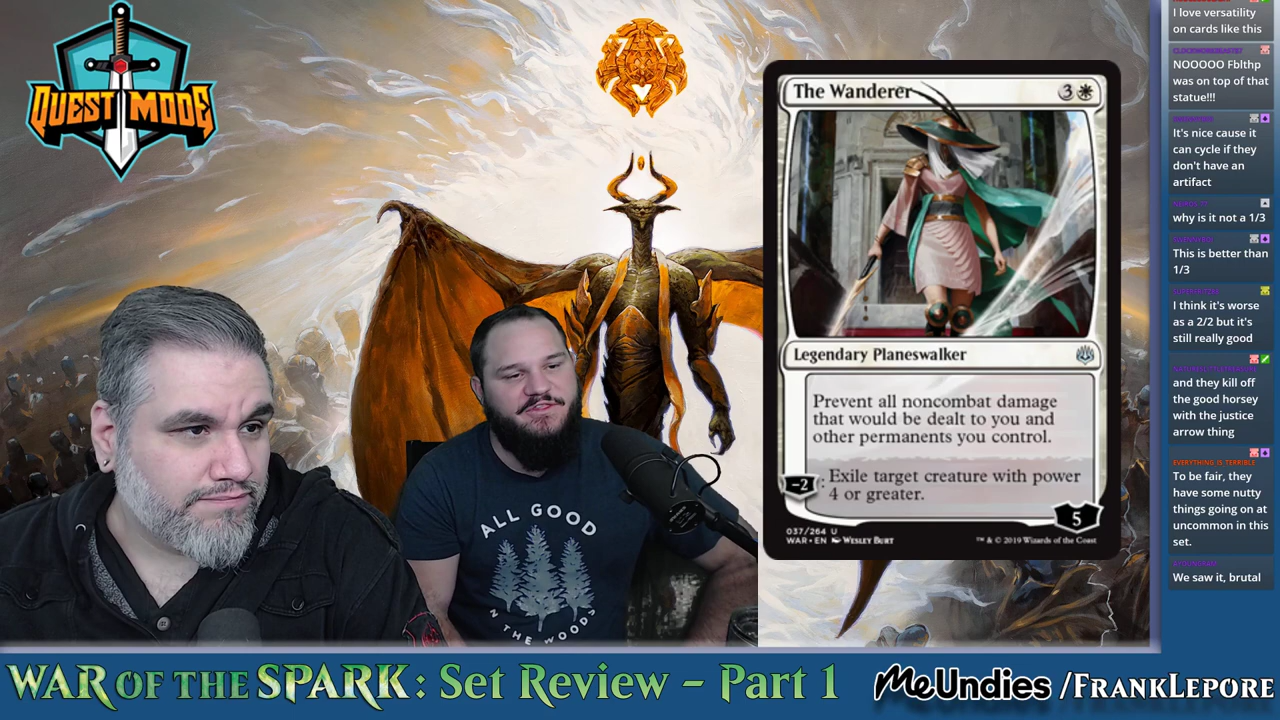 QUEST MODE
The Wanderer
3
Legendary Planeswalker
Prevent all noncombat damage
that would be dealt to you and
other permanents you control.
-2: Exile target creature with power
4 or greater.
5
037/264 U
WAR • EN Wesley Burt
™ & © 2019 Wizards of the Coast
ALL GOOD
N THE WOODS
I love versatility
on cards like this
NOOOOO Fblthp
was on top of that
statue!!!
It's nice cause it
can cycle if they
don't have an
artifact
why is it not a 1/3
This is better than
1/3
I think it's worse
as a 2/2 but it's
still really good
and they kill off
the good horsey
with the justice
arrow thing
EVERYTHING IS TERRIBLE
To be fair, they
have some nutty
things going on at
uncommon in this
set.
We saw it, brutal
WAR OF THE SPARK: Set Review - Part 1
MeUndies /FRANKLEPORE